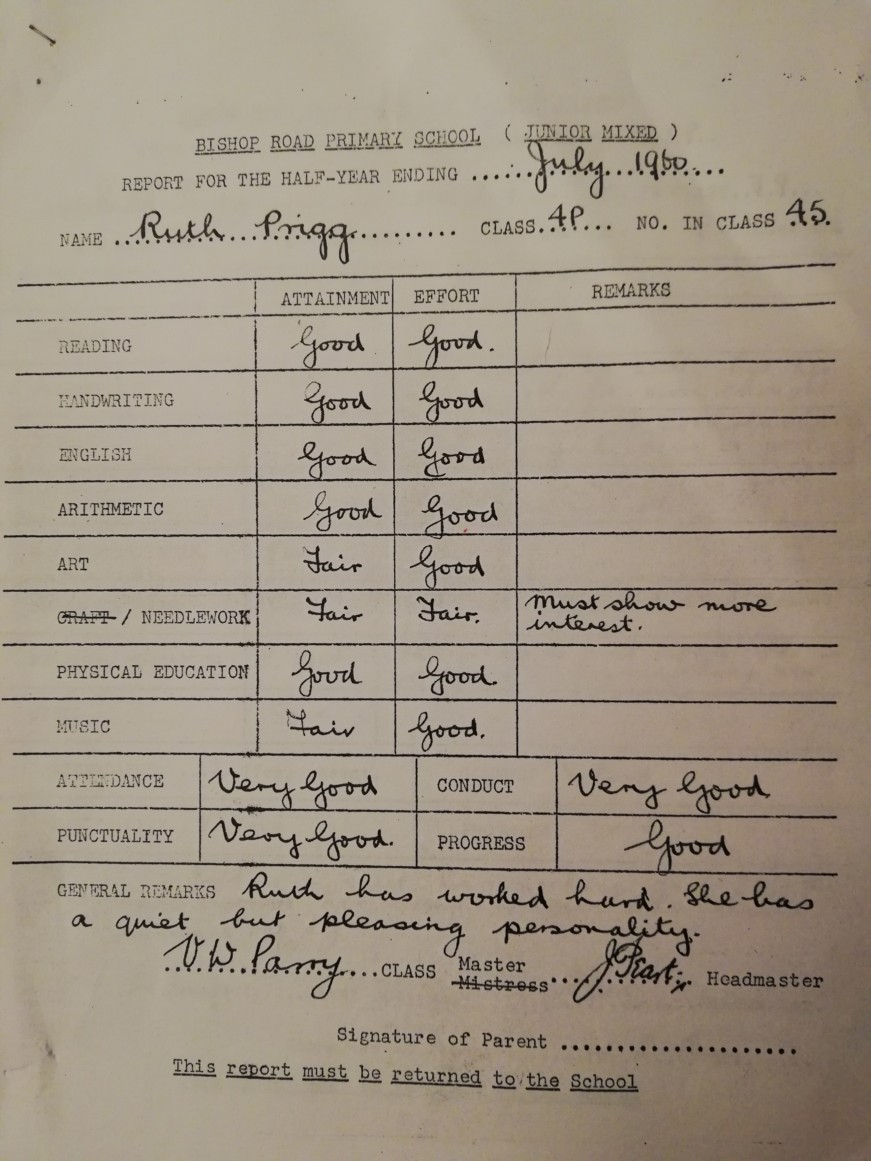 BISHOP ROAD PRIMARY SCHOOL ( JUNIOR MIXED )
REPORT FOR THE HALF-YEAR ENDING ...... July 1960 ...
NAME ... Ruth Prigg .......... CLASS. 4P ... NO. IN CLASS 45.
ATTAINMENT EFFORT REMARKS
READING Good Good.
HANDWRITING Good Good
ENGLISH Good Good
ARITHMETIC Good Good
ART Fair Good
CRAFT / NEEDLEWORK Fair Fair. Must show more
interest.
PHYSICAL EDUCATION Good Good.
MUSIC Fair Good.
ATTENDANCE Very Good CONDUCT Very Good
PUNCTUALITY Very Good. PROGRESS Good
GENERAL REMARKS Ruth has worked hard. She has
a quiet but pleasing personality.
V. W. Parry ... CLASS Master
Mistress ... Headmaster
Signature of Parent .....................
This report must be returned to the School